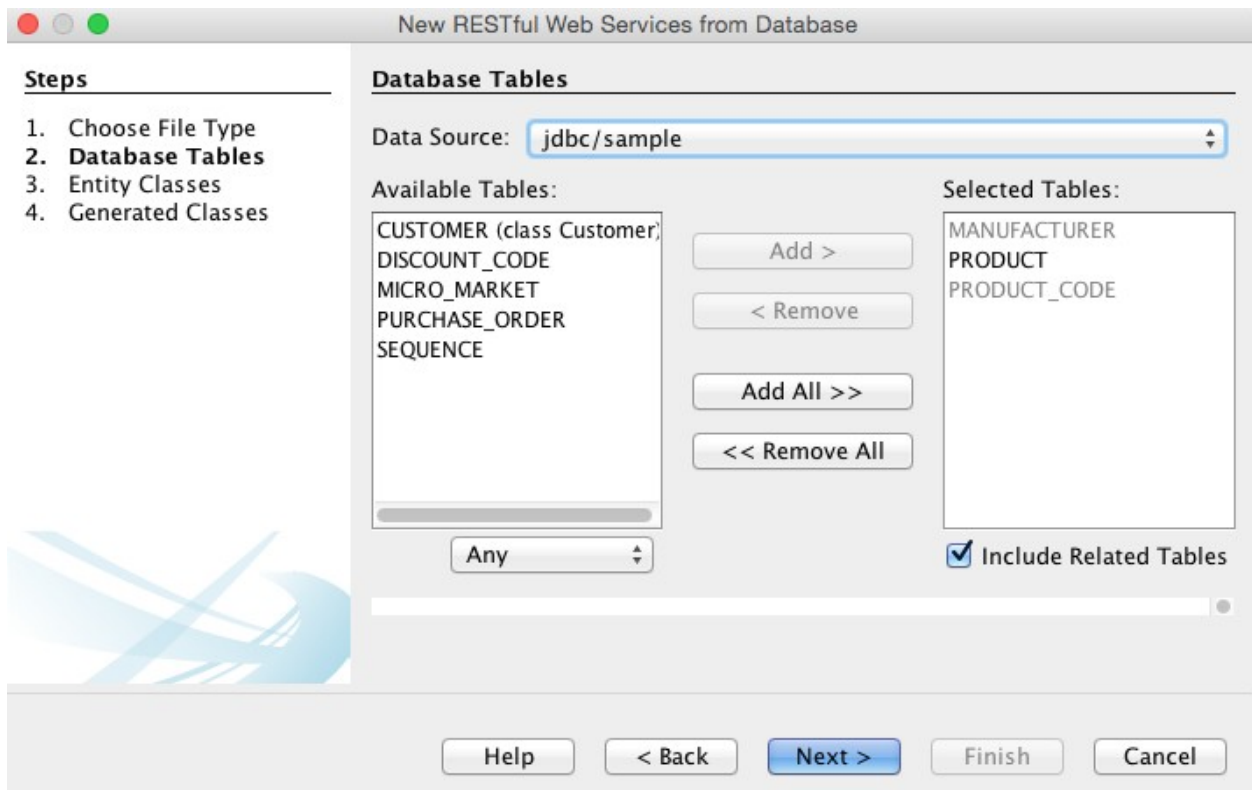 New RESTful Web Services from Database
Steps
1. Choose File Type
2. Database Tables
3. Entity Classes
4. Generated Classes
Database Tables
Data Source: jdbc/sample
Available Tables:
CUSTOMER (class Customer)
DISCOUNT_CODE
MICRO_MARKET
PURCHASE_ORDER
SEQUENCE
Any
Add >
< Remove
Add All >>
<< Remove All
Selected Tables:
MANUFACTURER
PRODUCT
PRODUCT_CODE
Include Related Tables
Help
< Back
Next >
Finish
Cancel